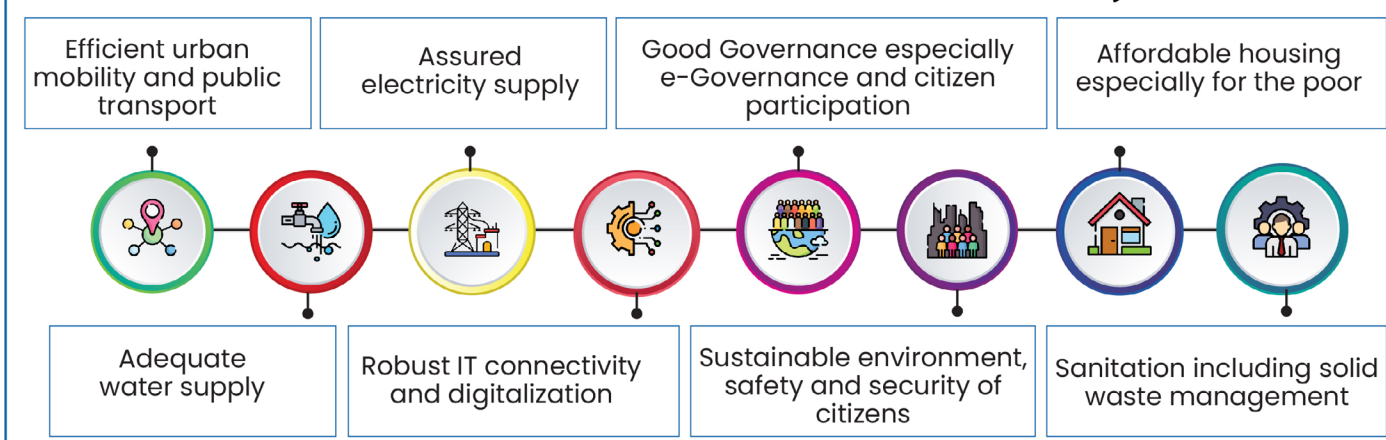 Efficient urban
mobility and public
transport
Assured
electricity supply
Good Governance especially
e-Governance and citizen
participation
Affordable housing
especially for the poor
Adequate
water supply
Robust IT connectivity
and digitalization
Sustainable environment,
safety and security of
citizens
Sanitation including solid
waste management